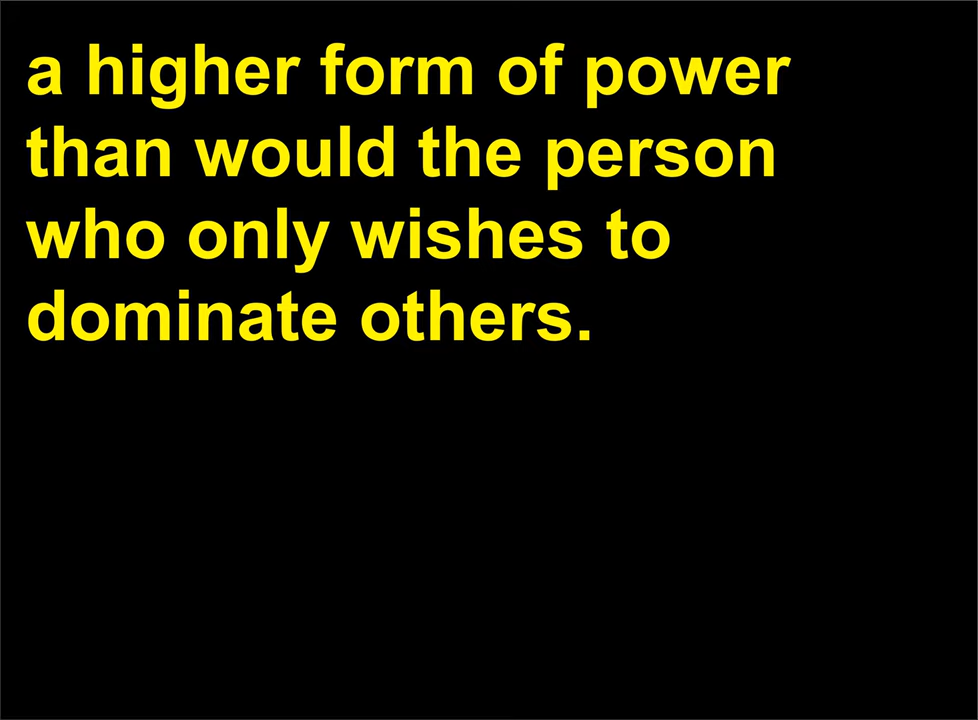 a higher form of power
than would the person
who only wishes to
dominate others.